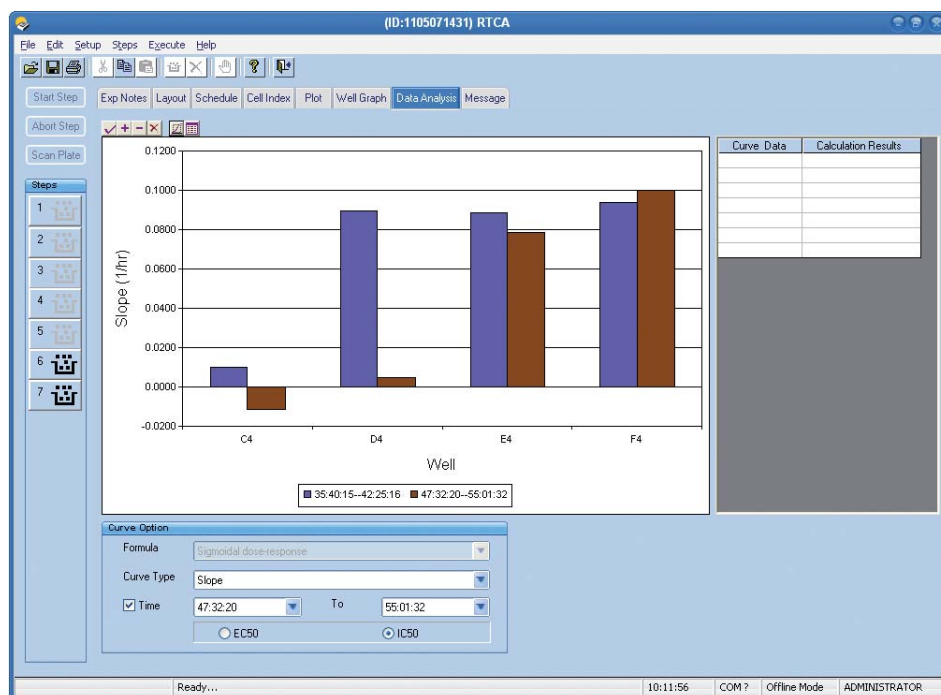 (ID:1105071431) RTCA
File Edit Setup Steps Execute Help
Start Step
Abort Step
Scan Plate
Exp Notes Layout Schedule Cell Index Plot Well Graph Data Analysis Message
Steps
1
2
3
4
5
6
7
Slope (1/hr)
0.1200
0.1000
0.0800
0.0600
0.0400
0.0200
0.0000
-0.0200
C4 D4 E4 F4
Well
35:40:15--42:25:16 47:32:20--55:01:32
Curve Data Calculation Results
Curve Option
Formula Sigmoidal dose-response
Curve Type Slope
Time 47:32:20 To 55:01:32
EC50 IC50
Ready... 10:11:56 COM ? Offline Mode ADMINISTRATOR